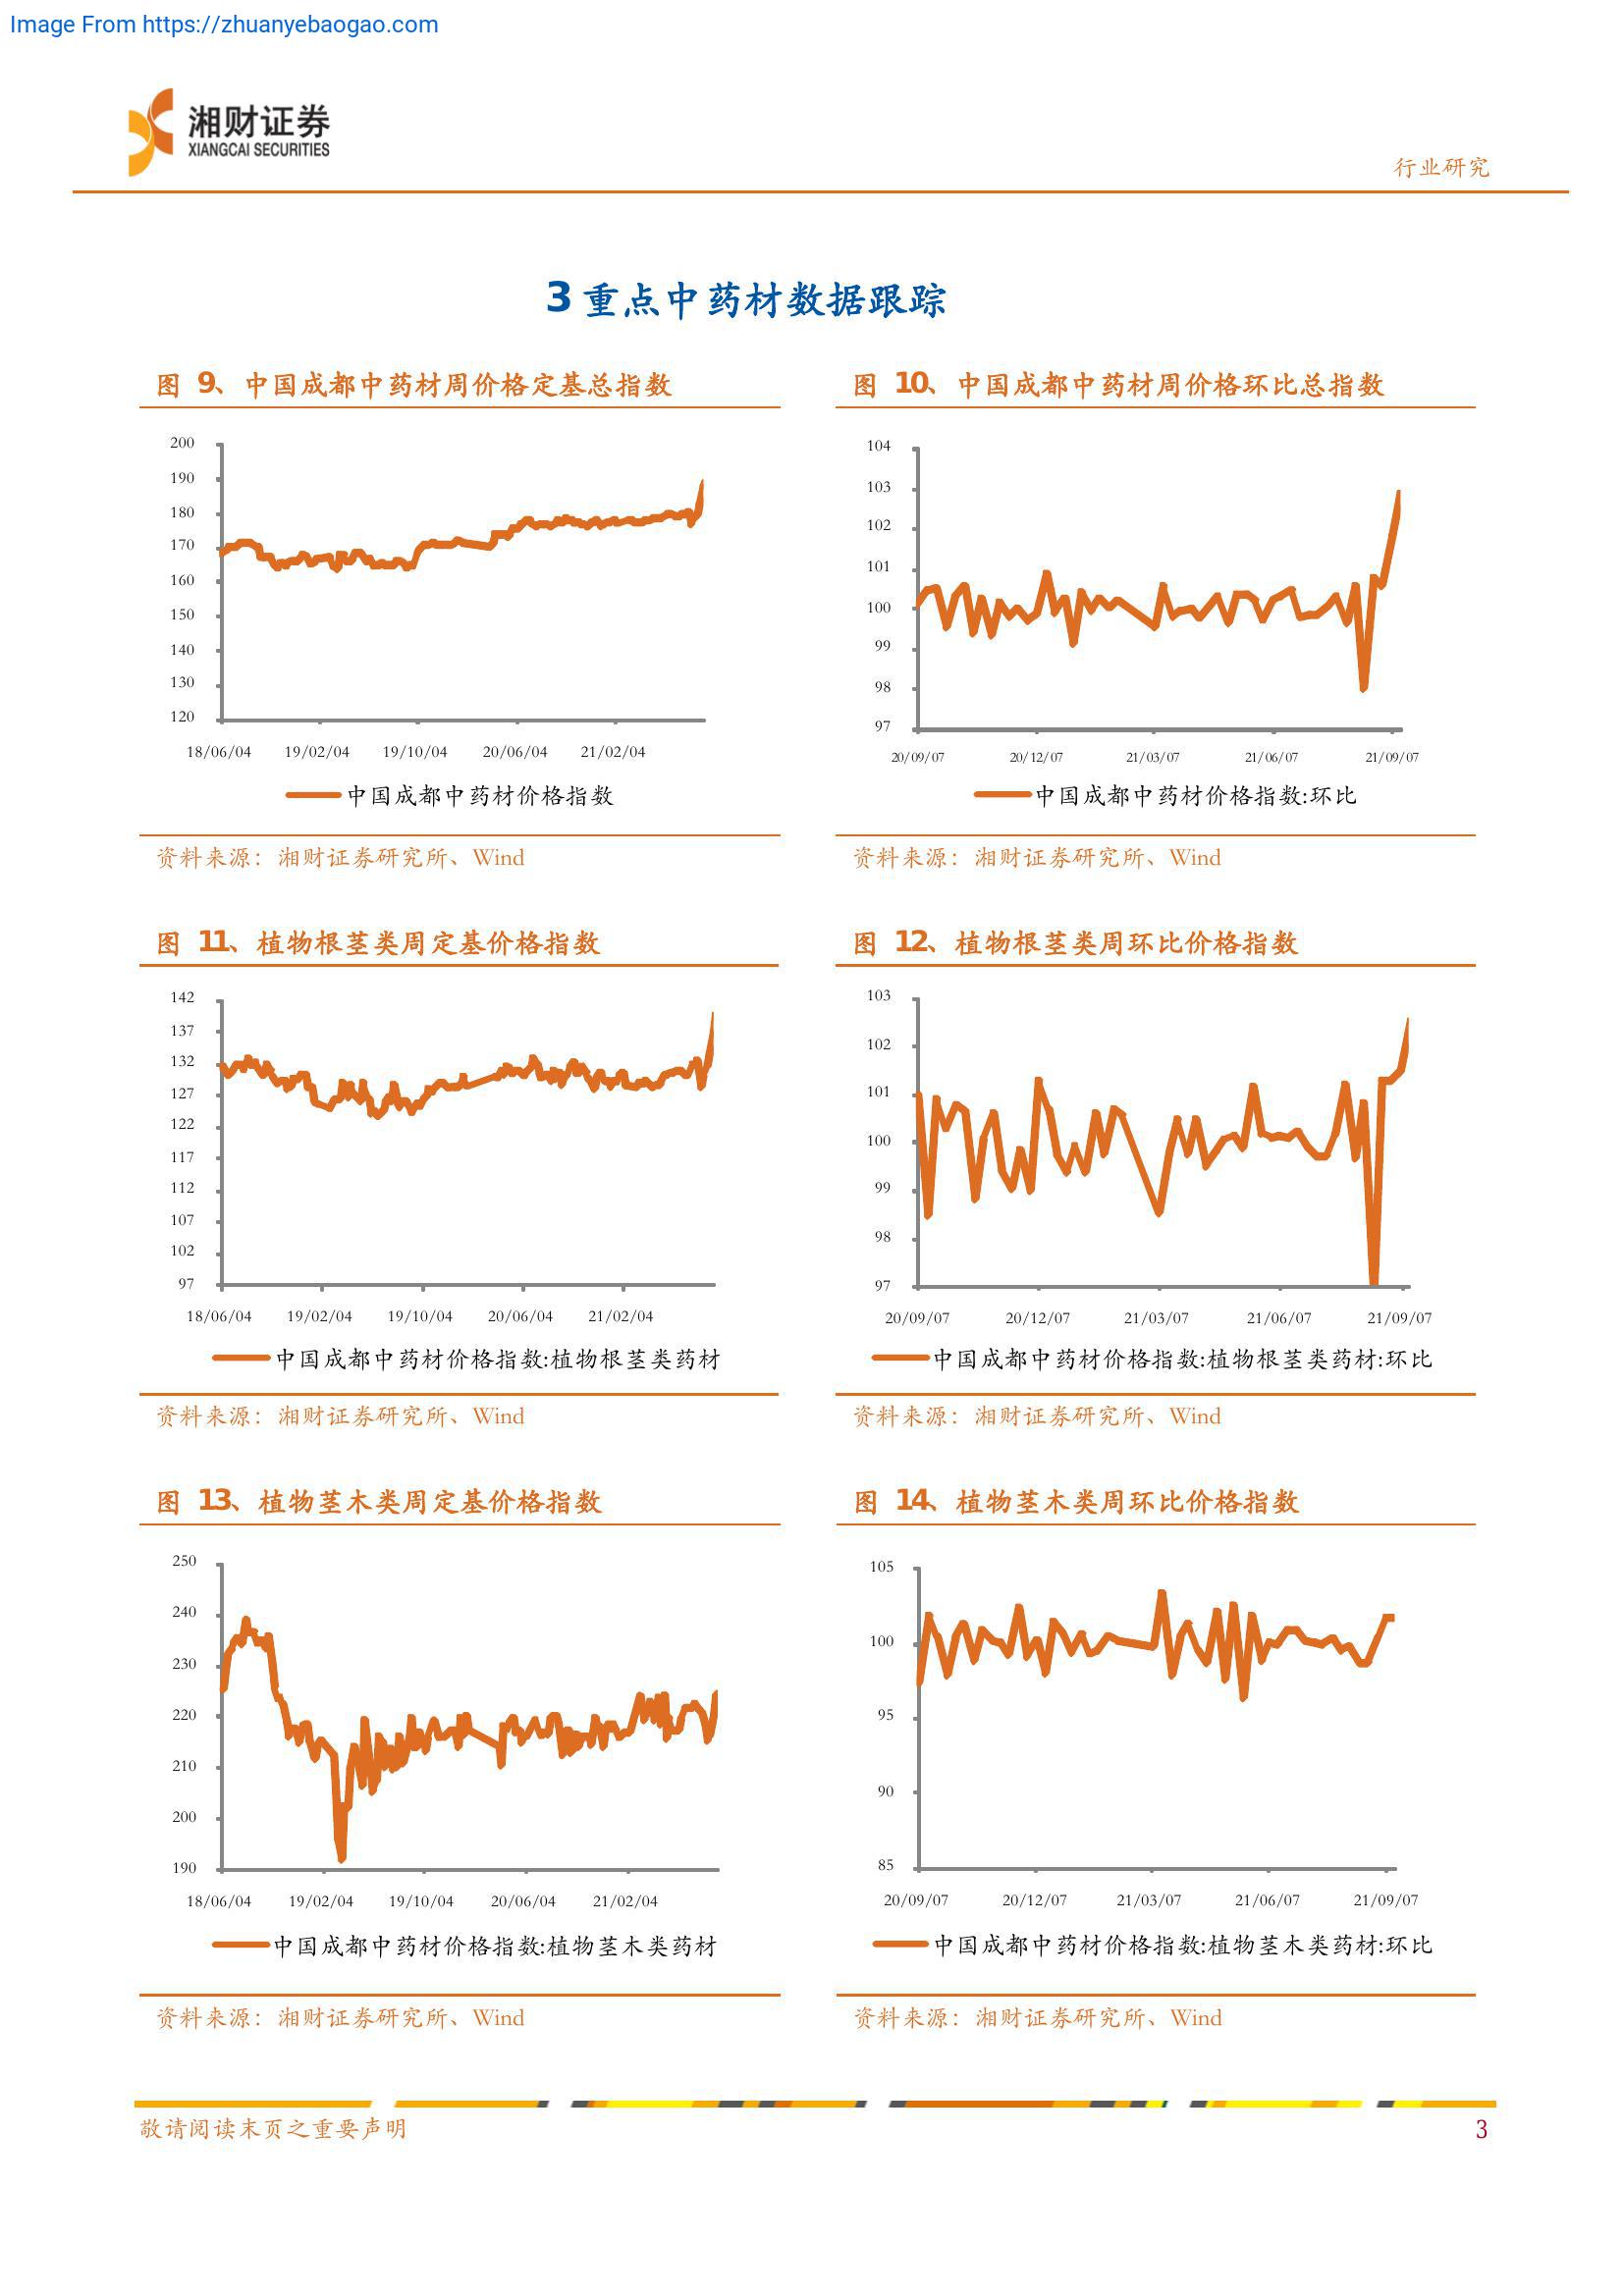 Image From https://zhuanyebaogao.com
湘财证券
XIANGCAI SECURITIES
行业研究
3 重点中药材数据跟踪
图 9、中国成都中药材周价格定基总指数
200
190
180
170
160
150
140
130
120
18/06/04 19/02/04 19/10/04 20/06/04 21/02/04
中国成都中药材价格指数
资料来源：湘财证券研究所、Wind
图 10、中国成都中药材周价格环比总指数
104
103
102
101
100
99
98
97
20/09/07 20/12/07 21/03/07 21/06/07 21/09/07
中国成都中药材价格指数:环比
资料来源：湘财证券研究所、Wind
图 11、植物根茎类周定基价格指数
142
137
132
127
122
117
112
107
102
97
18/06/04 19/02/04 19/10/04 20/06/04 21/02/04
中国成都中药材价格指数:植物根茎类药材
资料来源：湘财证券研究所、Wind
图 12、植物根茎类周环比价格指数
103
102
101
100
99
98
97
20/09/07 20/12/07 21/03/07 21/06/07 21/09/07
中国成都中药材价格指数:植物根茎类药材:环比
资料来源：湘财证券研究所、Wind
图 13、植物茎木类周定基价格指数
250
240
230
220
210
200
190
18/06/04 19/02/04 19/10/04 20/06/04 21/02/04
中国成都中药材价格指数:植物茎木类药材
资料来源：湘财证券研究所、Wind
图 14、植物茎木类周环比价格指数
105
100
95
90
85
20/09/07 20/12/07 21/03/07 21/06/07 21/09/07
中国成都中药材价格指数:植物茎木类药材:环比
资料来源：湘财证券研究所、Wind
敬请阅读末页之重要声明
3